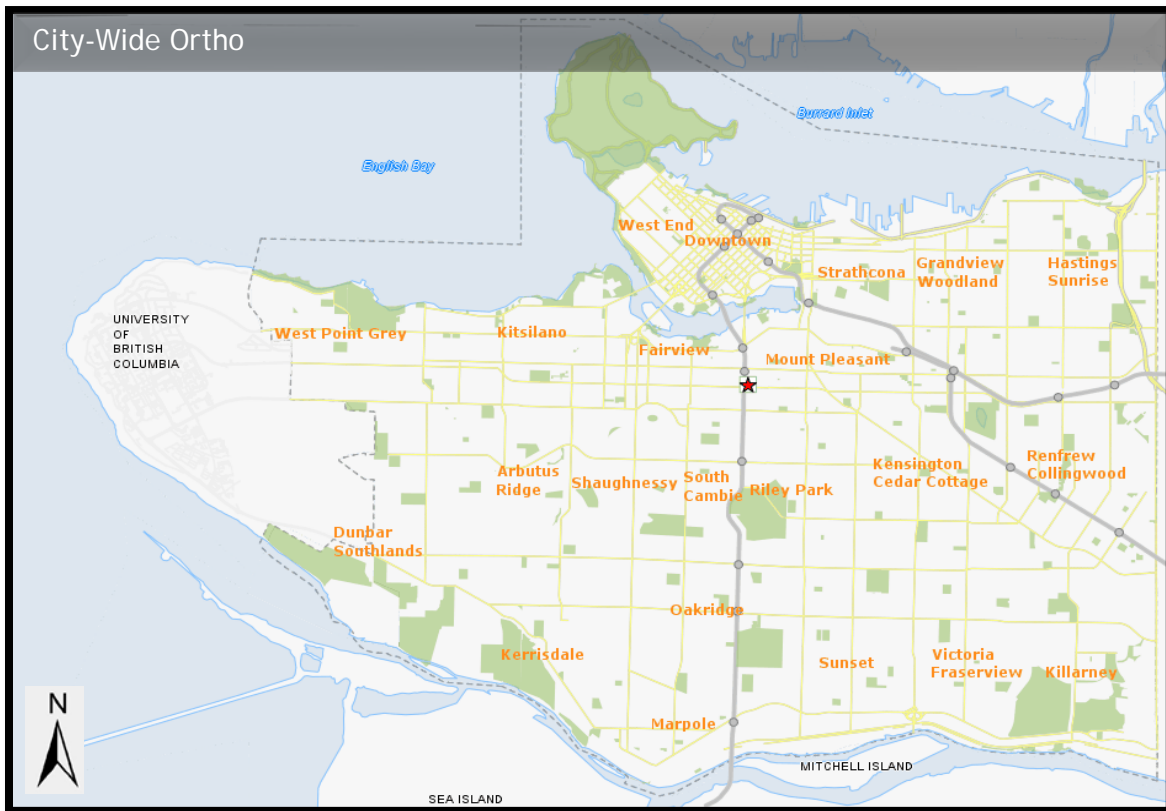 City-Wide Ortho
Burrard Inlet
English Bay
West End
Downtown
Strathcona
Grandview
Woodland
Hastings
Sunrise
UNIVERSITY
OF
BRITISH
COLUMBIA
West Point Grey
Kitsilano
Fairview
Mount Pleasant
Arbutus
Ridge
Shaughnessy
South
Cambie
Riley Park
Kensington
Cedar Cottage
Renfrew
Collingwood
Dunbar
Southlands
Oakridge
Kerrisdale
Sunset
Victoria
Fraserview
Killarney
N
Marpole
MITCHELL ISLAND
SEA ISLAND